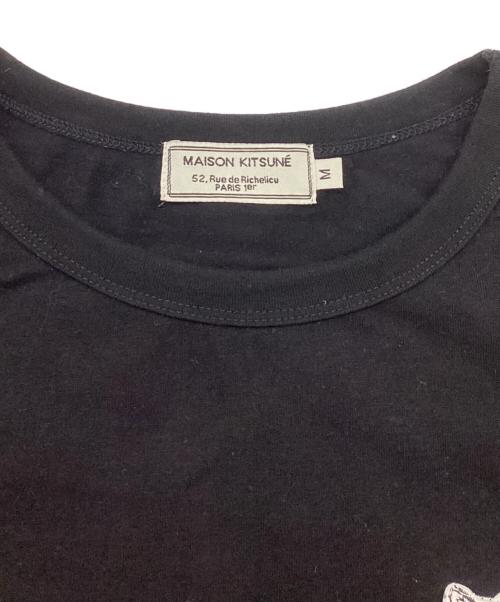 MAISON KITSUNÉ
52, Rue de Richelieu
PARIS 1er
M